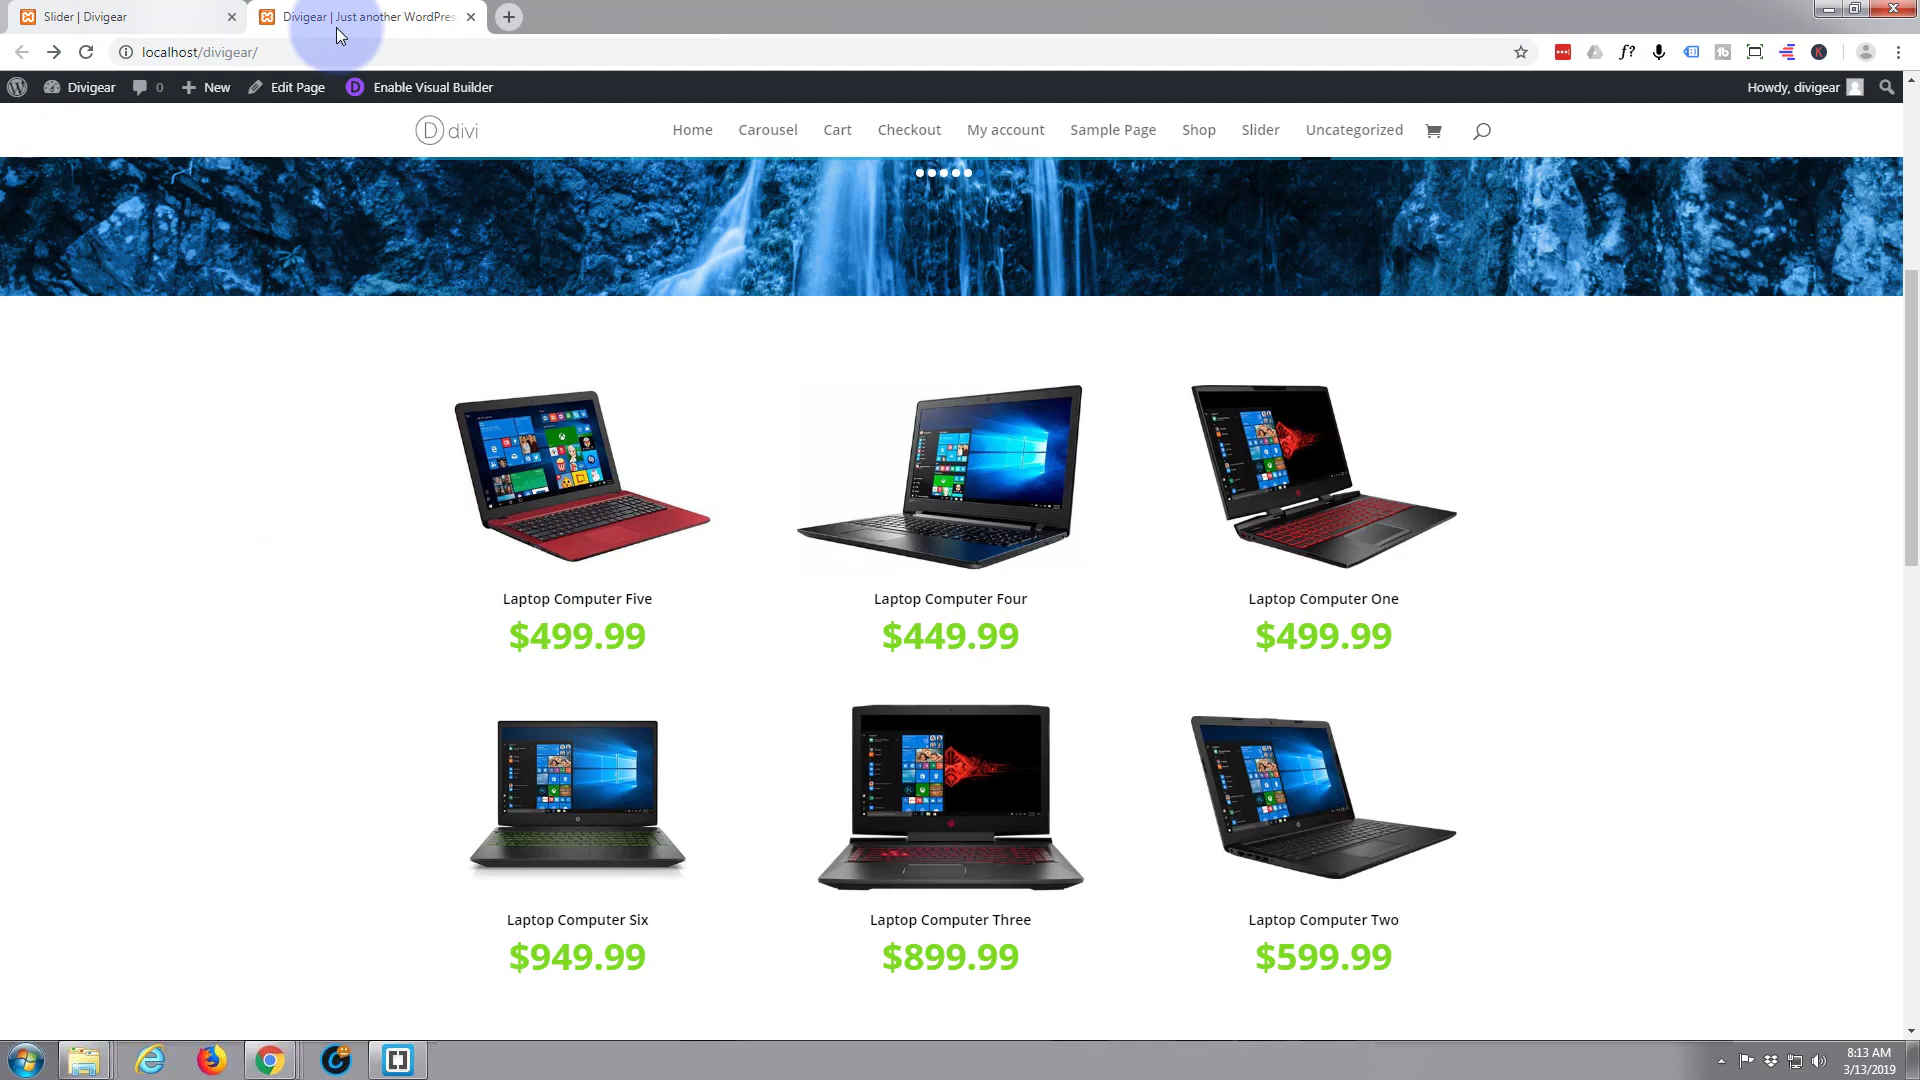 Slider | Divigear
Divigear | Just another WordPres
localhost/divigear/
Divigear 0 New Edit Page Enable Visual Builder Howdy, divigear
divi Home Carousel Cart Checkout My account Sample Page Shop Slider Uncategorized
Laptop Computer Five
$499.99
Laptop Computer Four
$449.99
Laptop Computer One
$499.99
Laptop Computer Six
$949.99
Laptop Computer Three
$899.99
Laptop Computer Two
$599.99
8:13 AM
3/13/2019